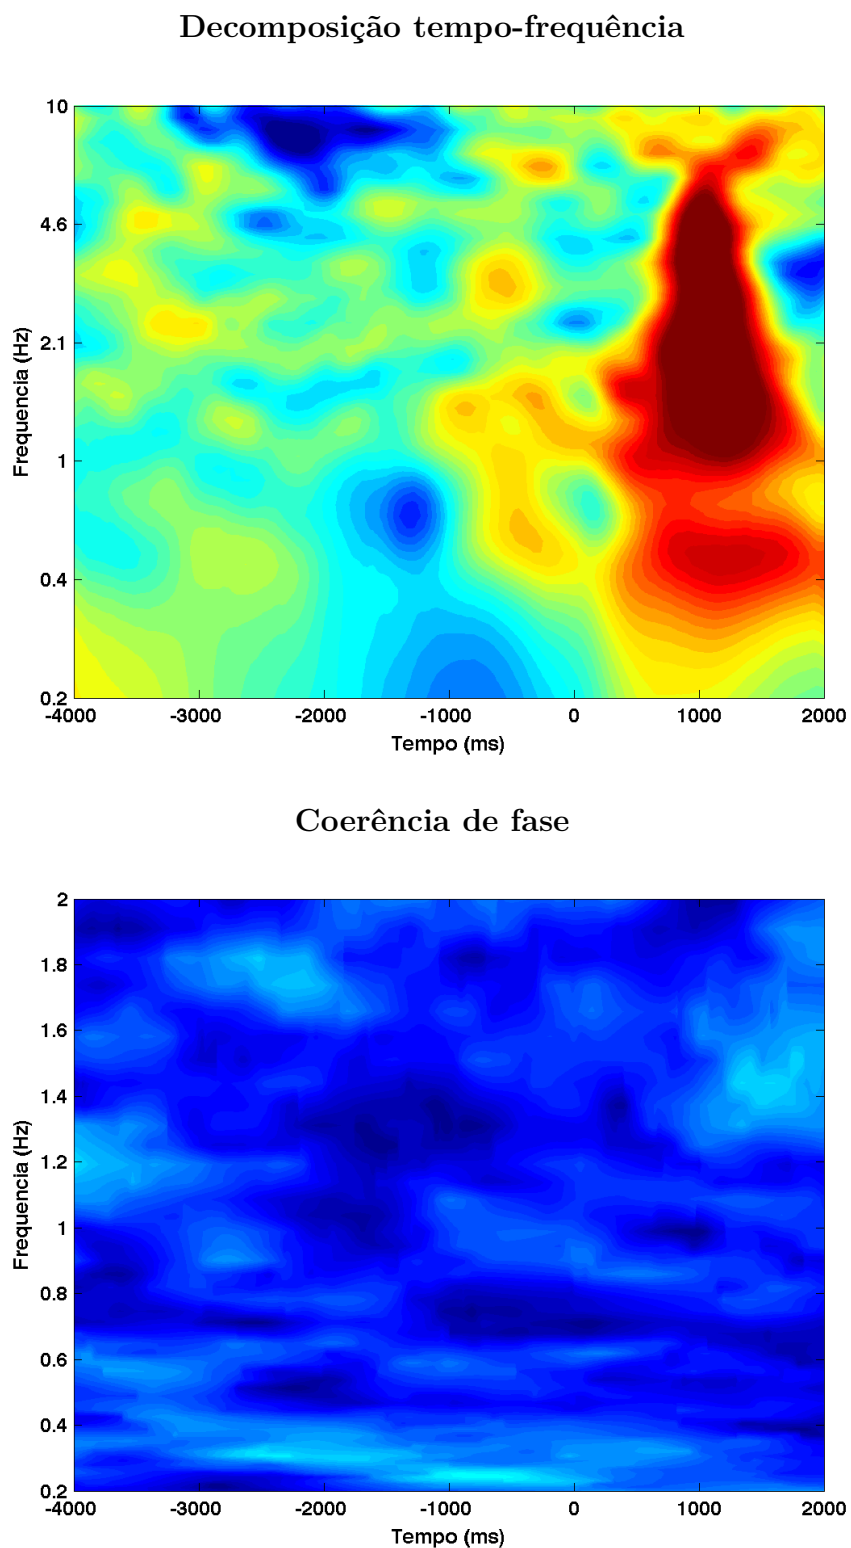 Decomposição tempo-frequência
10
4.6
2.1
1
0.4
0.2
Frequencia (Hz)
-4000 -3000 -2000 -1000 0 1000 2000
Tempo (ms)
Coerência de fase
2
1.8
1.6
1.4
1.2
1
0.8
0.6
0.4
0.2
Frequencia (Hz)
-4000 -3000 -2000 -1000 0 1000 2000
Tempo (ms)